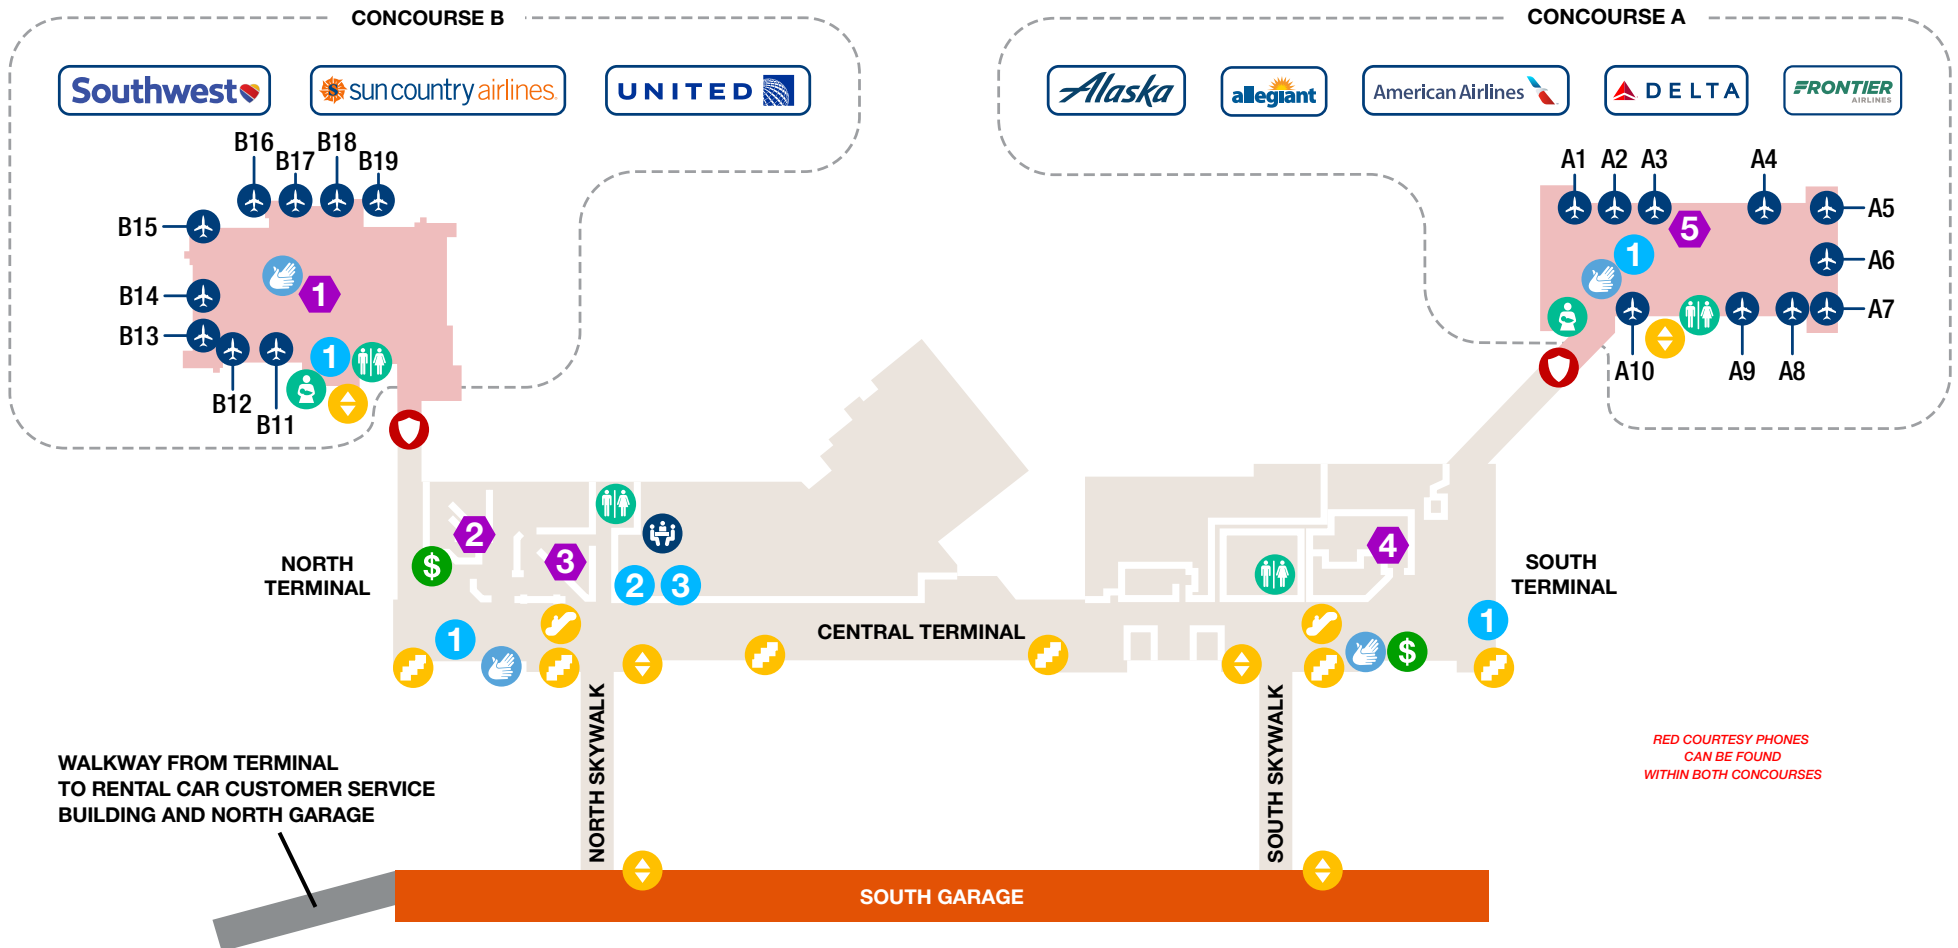 CONCOURSE B
CONCOURSE A
Southwest
sun country airlines.
UNITED
Alaska
allegiant
American Airlines
DELTA
FRONTIER
AIRLINES
B16
B17
B18
B19
B15
B14
B13
B12
B11
1
1
A1
A2
A3
A4
A5
A6
A7
A8
A9
A10
5
1
NORTH
TERMINAL
2
3
$
2
3
1
CENTRAL TERMINAL
4
SOUTH
TERMINAL
1
$
NORTH SKYWALK
SOUTH SKYWALK
RED COURTESY PHONES
CAN BE FOUND
WITHIN BOTH CONCOURSES
WALKWAY FROM TERMINAL
TO RENTAL CAR CUSTOMER SERVICE
BUILDING AND NORTH GARAGE
SOUTH GARAGE